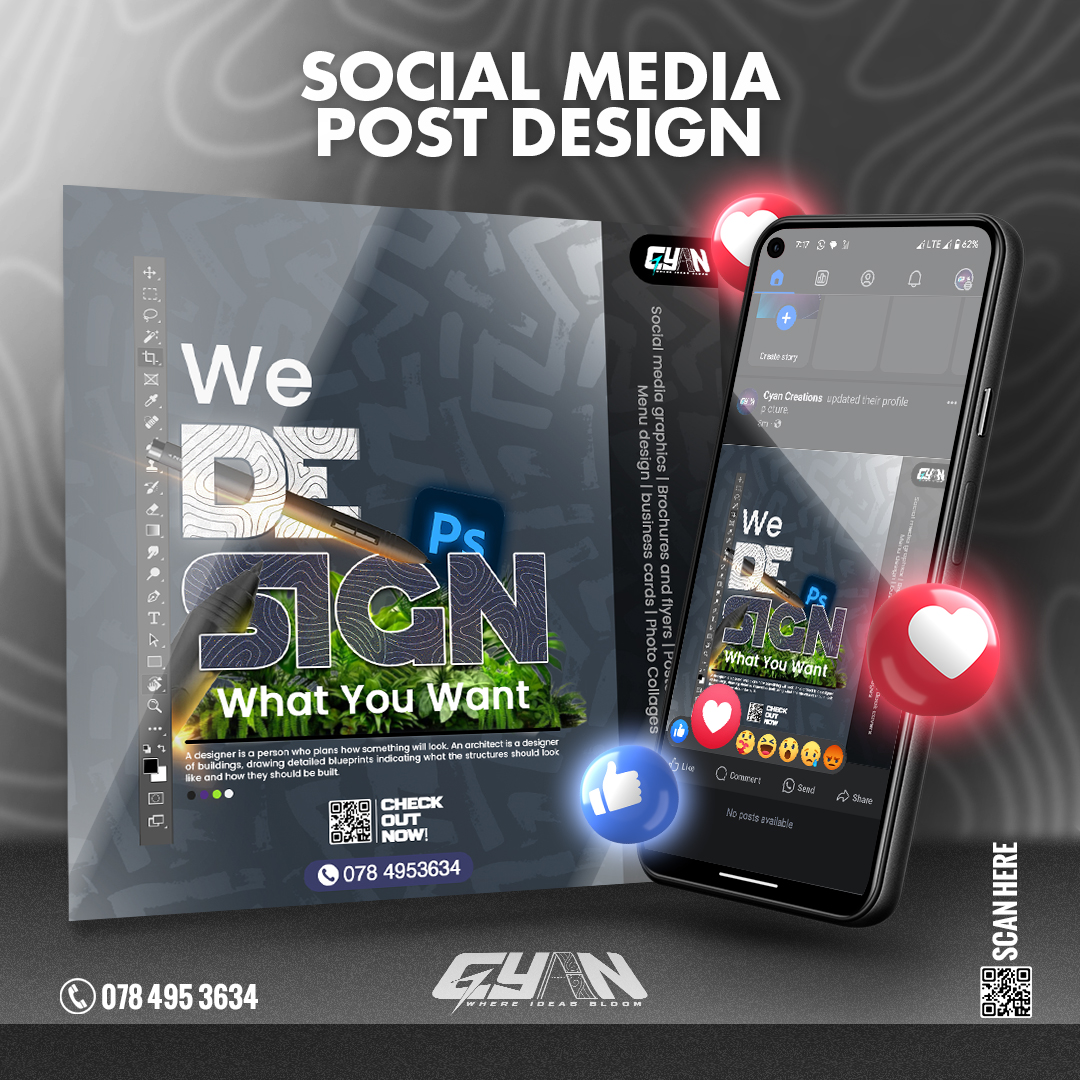 SOCIAL MEDIA
POST DESIGN
We
DE
SIGN
Ps
What You Want
A designer is a person who plans how something will look. An architect is a designer
of buildings, drawing detailed blueprints indicating what the structures should look
like and how they should be built.
CHECK
OUT
NOW!
078 4953634
CYAN
WHERE IDEAS BLOOM
Social media graphics | Brochures and flyers |
Menu design | business cards | Photo Collages
7:17
LTE 62%
Create story
Cyan Creations updated their profile
picture.
CYAN
We
DE
SIGN
Ps
What You Want
CHECK
OUT
NOW
Like
Comment
Send
Share
No posts available
078 495 3634
CYAN
WHERE IDEAS BLOOM
SCAN HERE